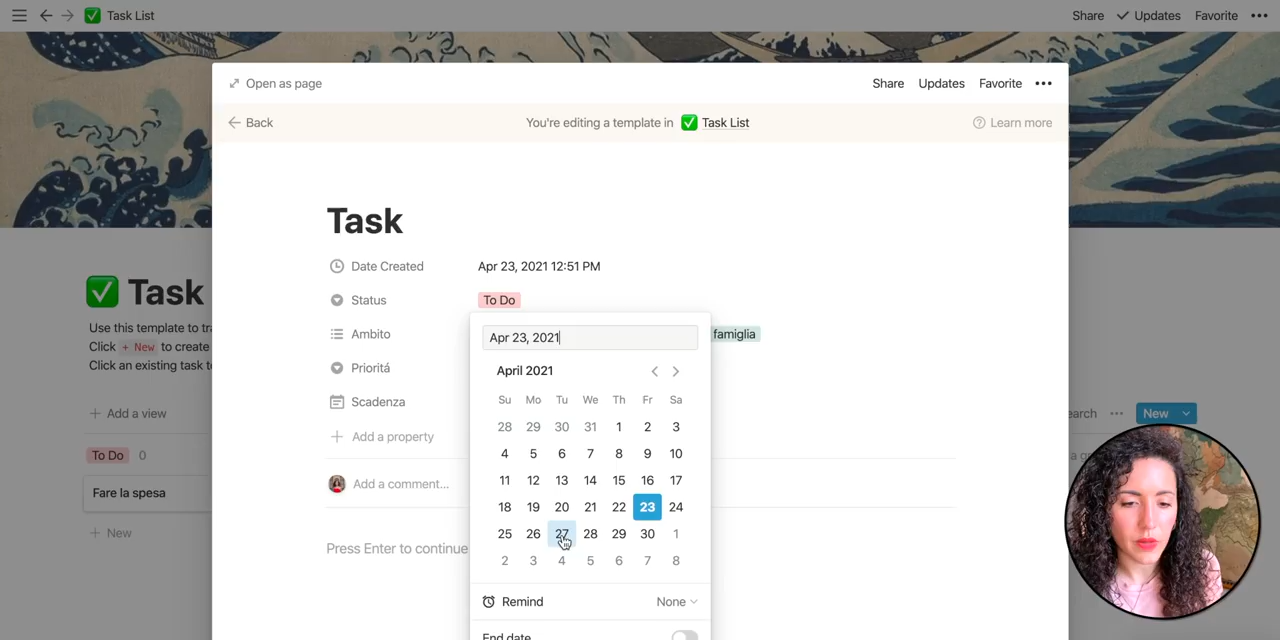 Task List
Share Updates Favorite
Open as page
Share Updates Favorite
Back
You're editing a template in Task List
Learn more
Task
Date Created Apr 23, 2021 12:51 PM
Status To Do
Ambito famiglia
Prioritá
Scadenza
Add a property
Add a comment...
Press Enter to continue
Apr 23, 2021
April 2021
Su Mo Tu We Th Fr Sa
28 29 30 31 1 2 3
4 5 6 7 8 9 10
11 12 13 14 15 16 17
18 19 20 21 22 23 24
25 26 27 28 29 30 1
2 3 4 5 6 7 8
Remind None
End date
Task
Use this template to tr
Click + New to create
Click an existing task t
Add a view
earch New
To Do 0
Fare la spesa
New